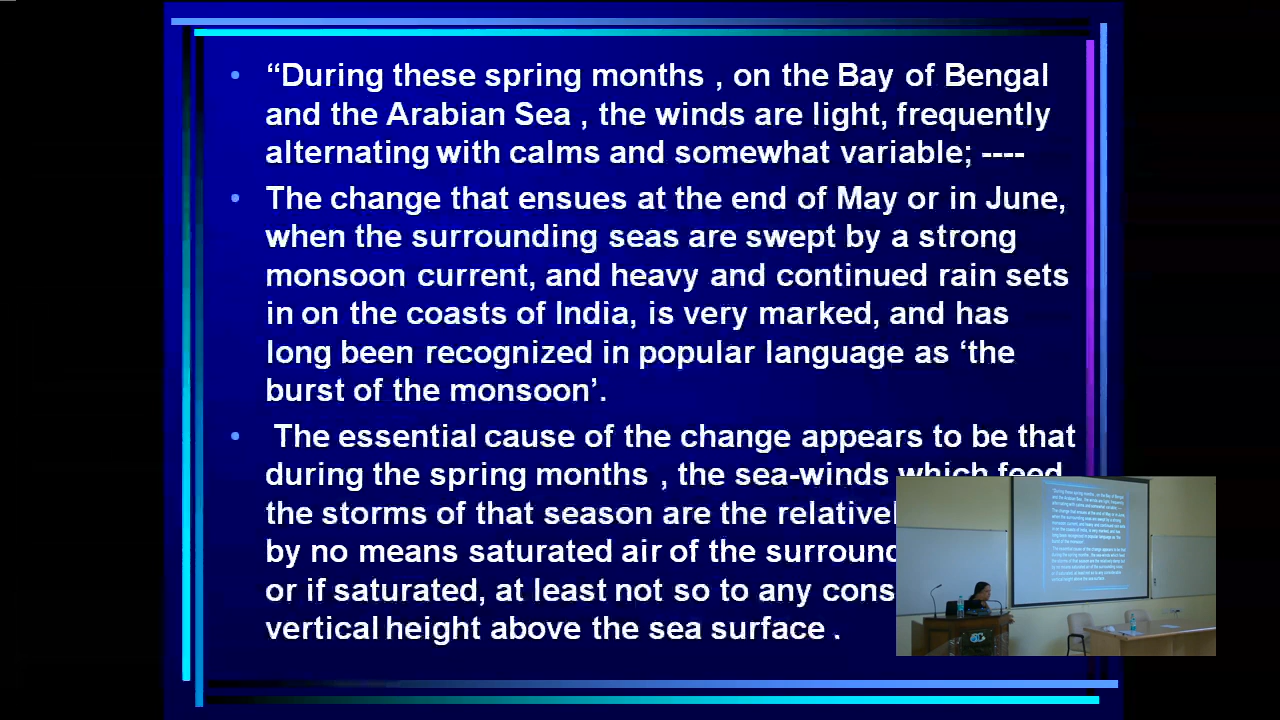 “During these spring months , on the Bay of Bengal
and the Arabian Sea , the winds are light, frequently
alternating with calms and somewhat variable; ----
The change that ensues at the end of May or in June,
when the surrounding seas are swept by a strong
monsoon current, and heavy and continued rain sets
in on the coasts of India, is very marked, and has
long been recognized in popular language as ‘the
burst of the monsoon’.
The essential cause of the change appears to be that
during the spring months , the sea-winds which feed
the storms of that season are the
by no means saturated air of the
or if saturated, at least not so to any
vertical height above the sea surface .